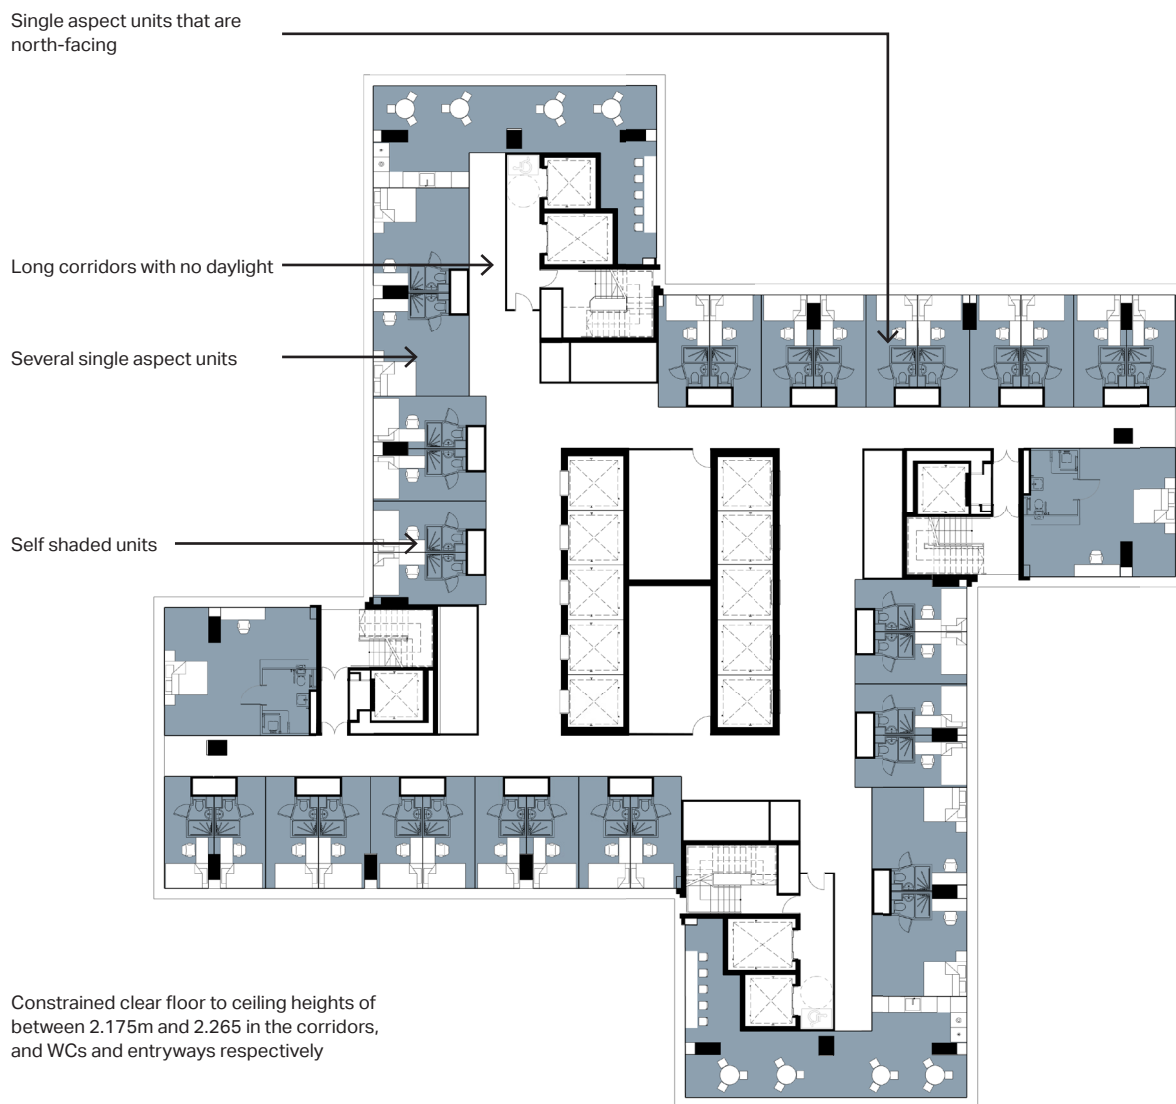 Single aspect units that are
north-facing
Long corridors with no daylight
Several single aspect units
Self shaded units
Constrained clear floor to ceiling heights of
between 2.175m and 2.265 in the corridors,
and WCs and entryways respectively